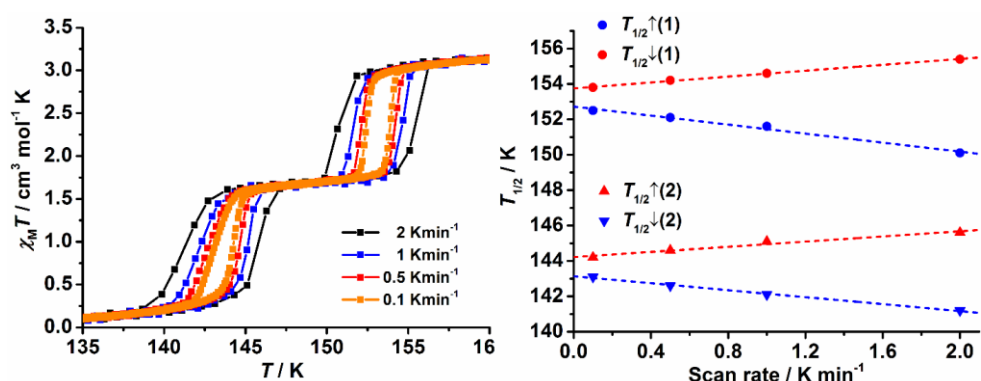 3.5
3.0
2.5
2.0
1.5
1.0
0.5
0.0
χ_M T / cm³ mol⁻¹ K
2 Kmin⁻¹
1 Kmin⁻¹
0.5 Kmin⁻¹
0.1 Kmin⁻¹
135 140 145 150 155 16
T / K
T₁/₂↑(1)
T₁/₂↓(1)
T₁/₂↑(2)
T₁/₂↓(2)
156
154
152
150
148
146
144
142
140
T₁/₂ / K
0.0 0.4 0.8 1.2 1.6 2.0
Scan rate / K min⁻¹